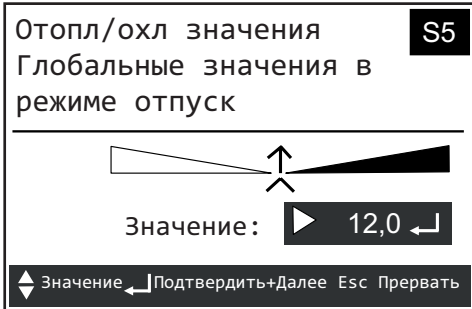 Отопл/охл значения
S5
Глобальные значения в
режиме отпуск
Значение: 12,0
Значение Подтвердить+Далее Esc Прервать